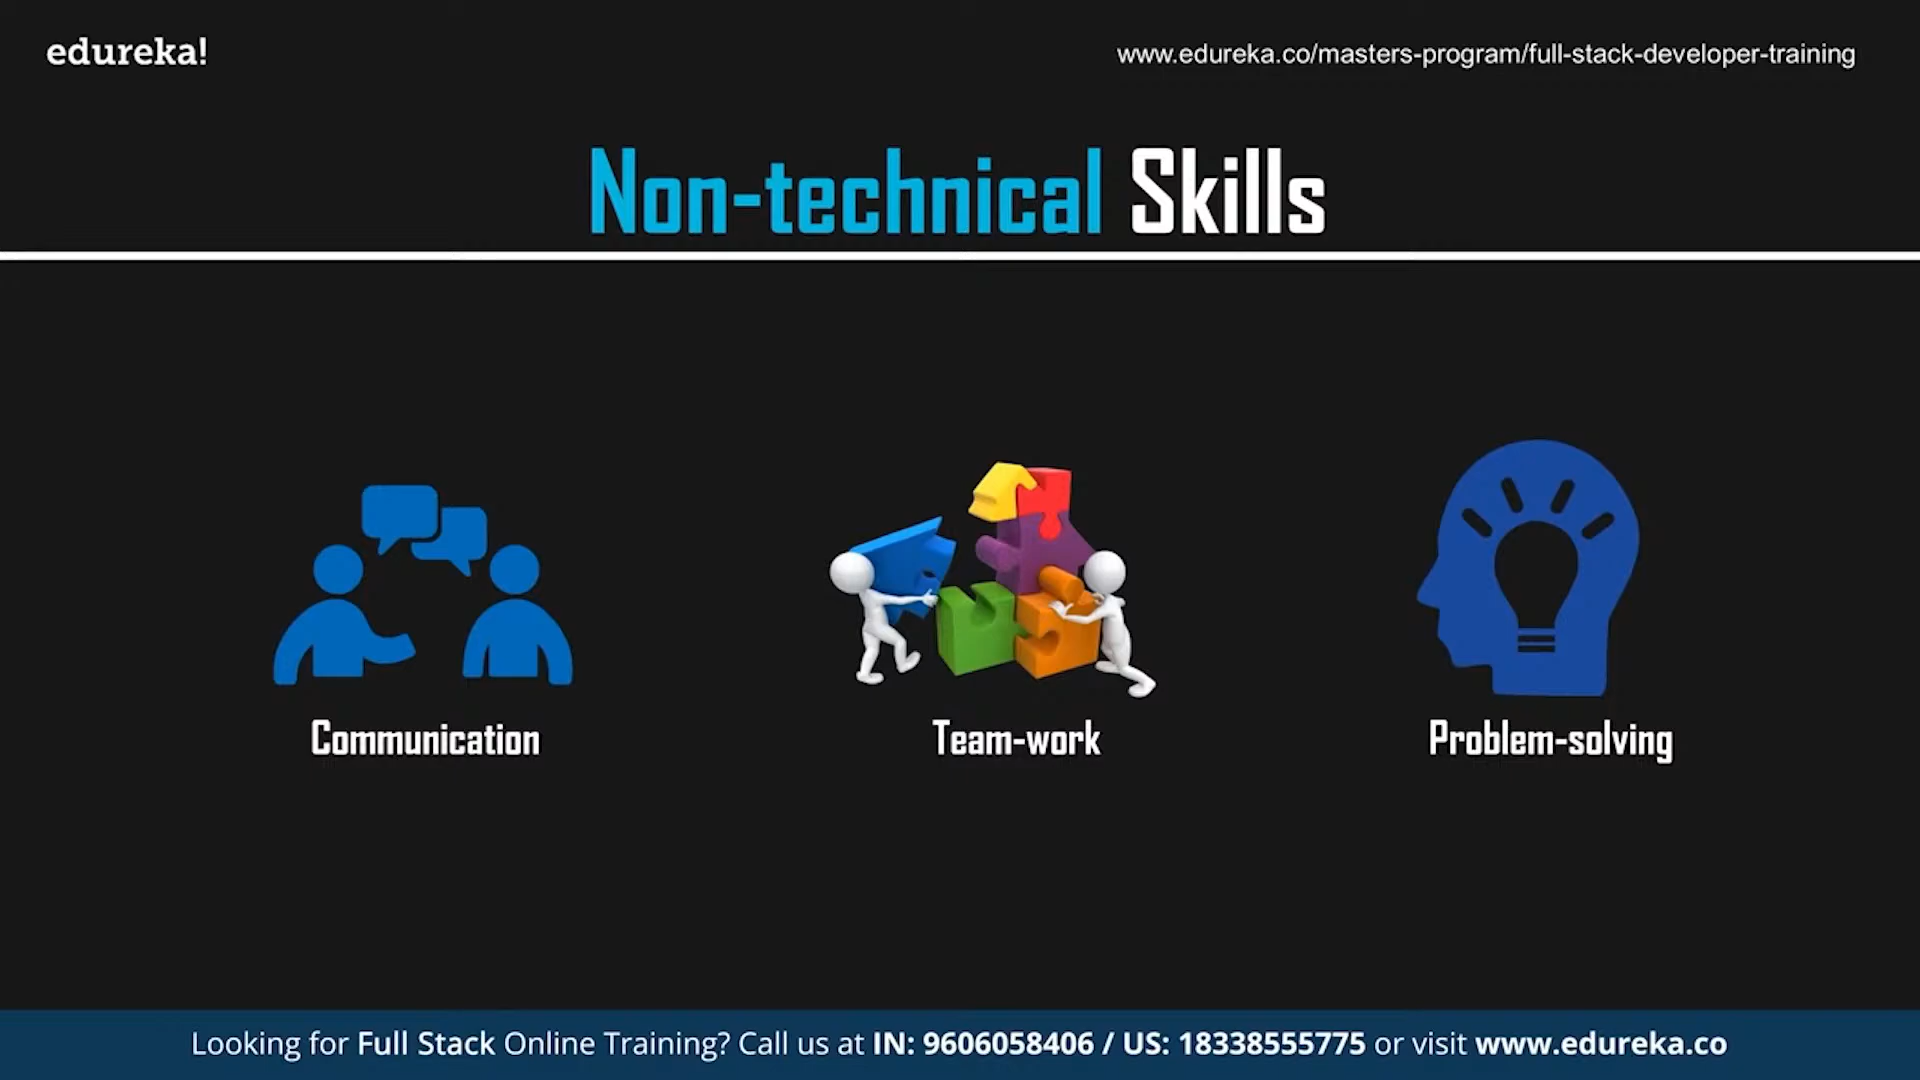 edureka!
www.edureka.co/masters-program/full-stack-developer-training
Non-technical Skills
Communication
Team-work
Problem-solving
Looking for Full Stack Online Training? Call us at IN: 9606058406 / US: 18338555775 or visit www.edureka.co